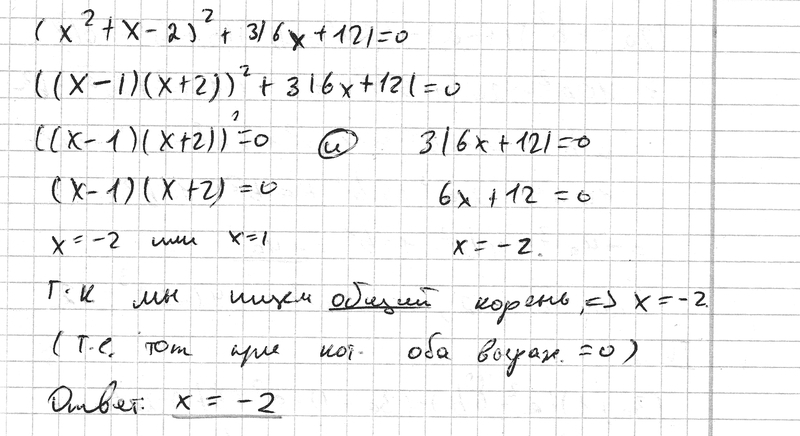 (x²+x-2)²+3|6x+12|=0
((x-1)(x+2))²+3|6x+12|=0
((x-1)(x+2))²=0 (и) 3|6x+12|=0
(x-1)(x+2)=0 6x+12=0
x=-2 или x=1 x=-2.
Т.к мы ищем общий корень, => x=-2.
(т.е. тот при кот. оба выраж. =0)
Ответ: x = -2